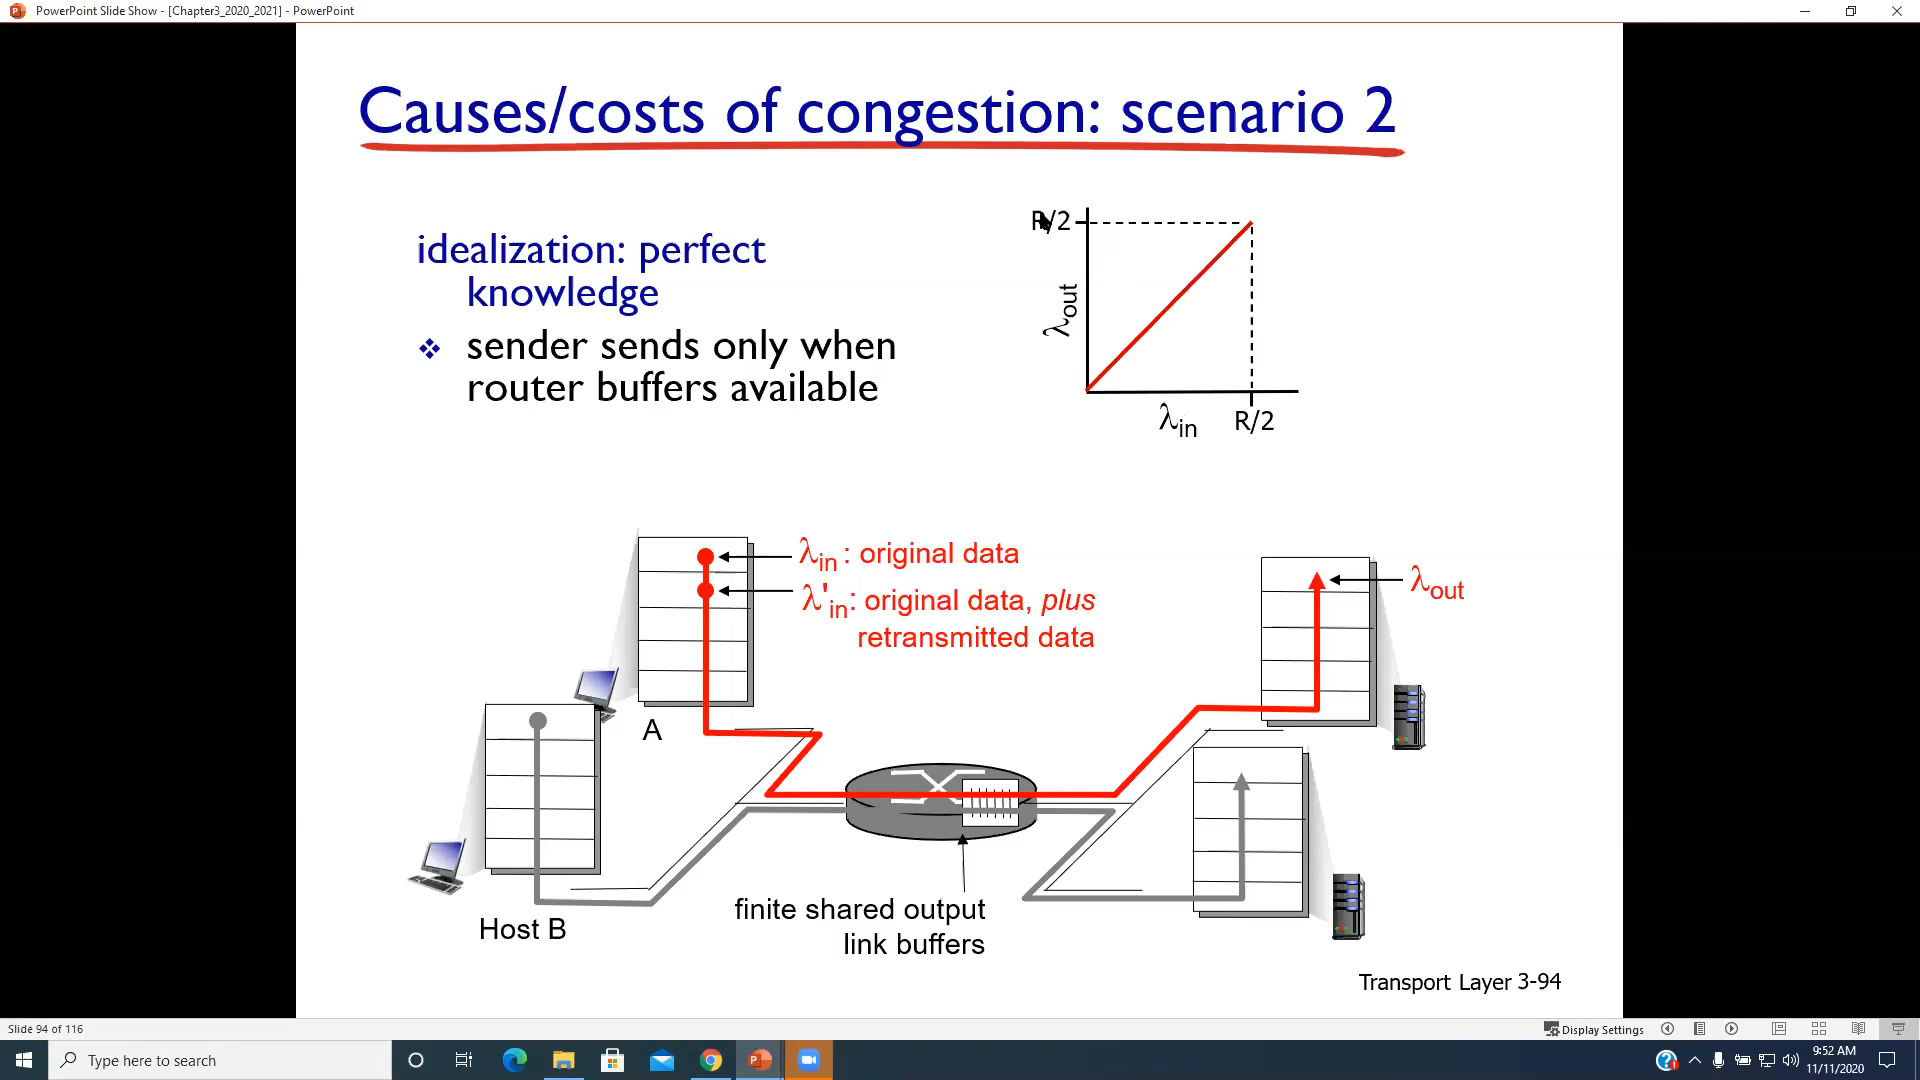 PowerPoint Slide Show - [Chapter3_2020_2021] - PowerPoint
Causes/costs of congestion: scenario 2
idealization: perfect
knowledge
❖ sender sends only when
router buffers available
R/2
λout
λin R/2
λin : original data
λ'in: original data, plus
retransmitted data
λout
A
Host B
finite shared output
link buffers
Transport Layer 3-94
Slide 94 of 116
Display Settings
Type here to search
9:52 AM
11/11/2020